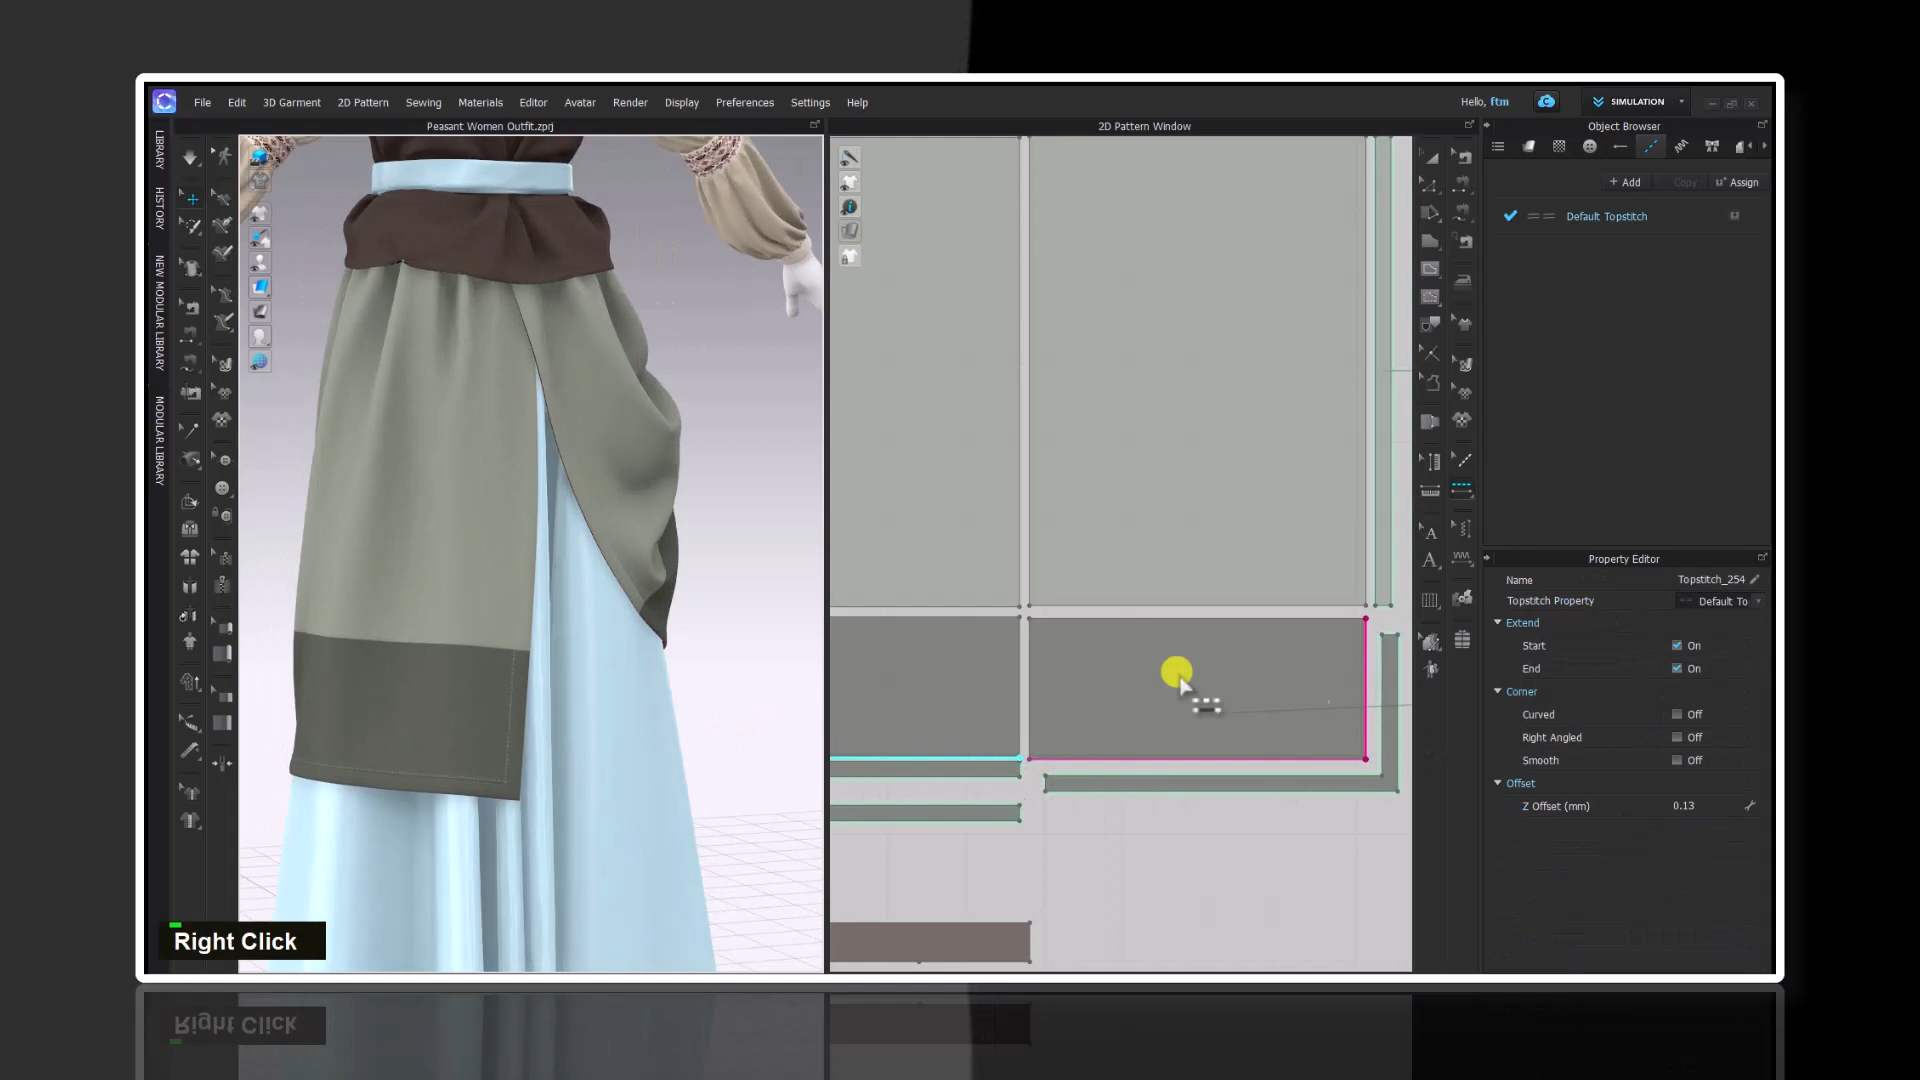 File Edit 3D Garment 2D Pattern Sewing Materials Editor Avatar Render Display Preferences Settings Help
Hello, ftm
SIMULATION
Peasant Women Outfit.zprj
2D Pattern Window
Object Browser
LIBRARY
HISTORY
NEW MODULAR LIBRARY
MODULAR LIBRARY
+ Add
Copy
Assign
Default Topstitch
Property Editor
Name Topstitch_254
Topstitch Property Default To
Extend
Start On
End On
Corner
Curved Off
Right Angled Off
Smooth Off
Offset
Z Offset (mm) 0.13
Right Click
Right Click